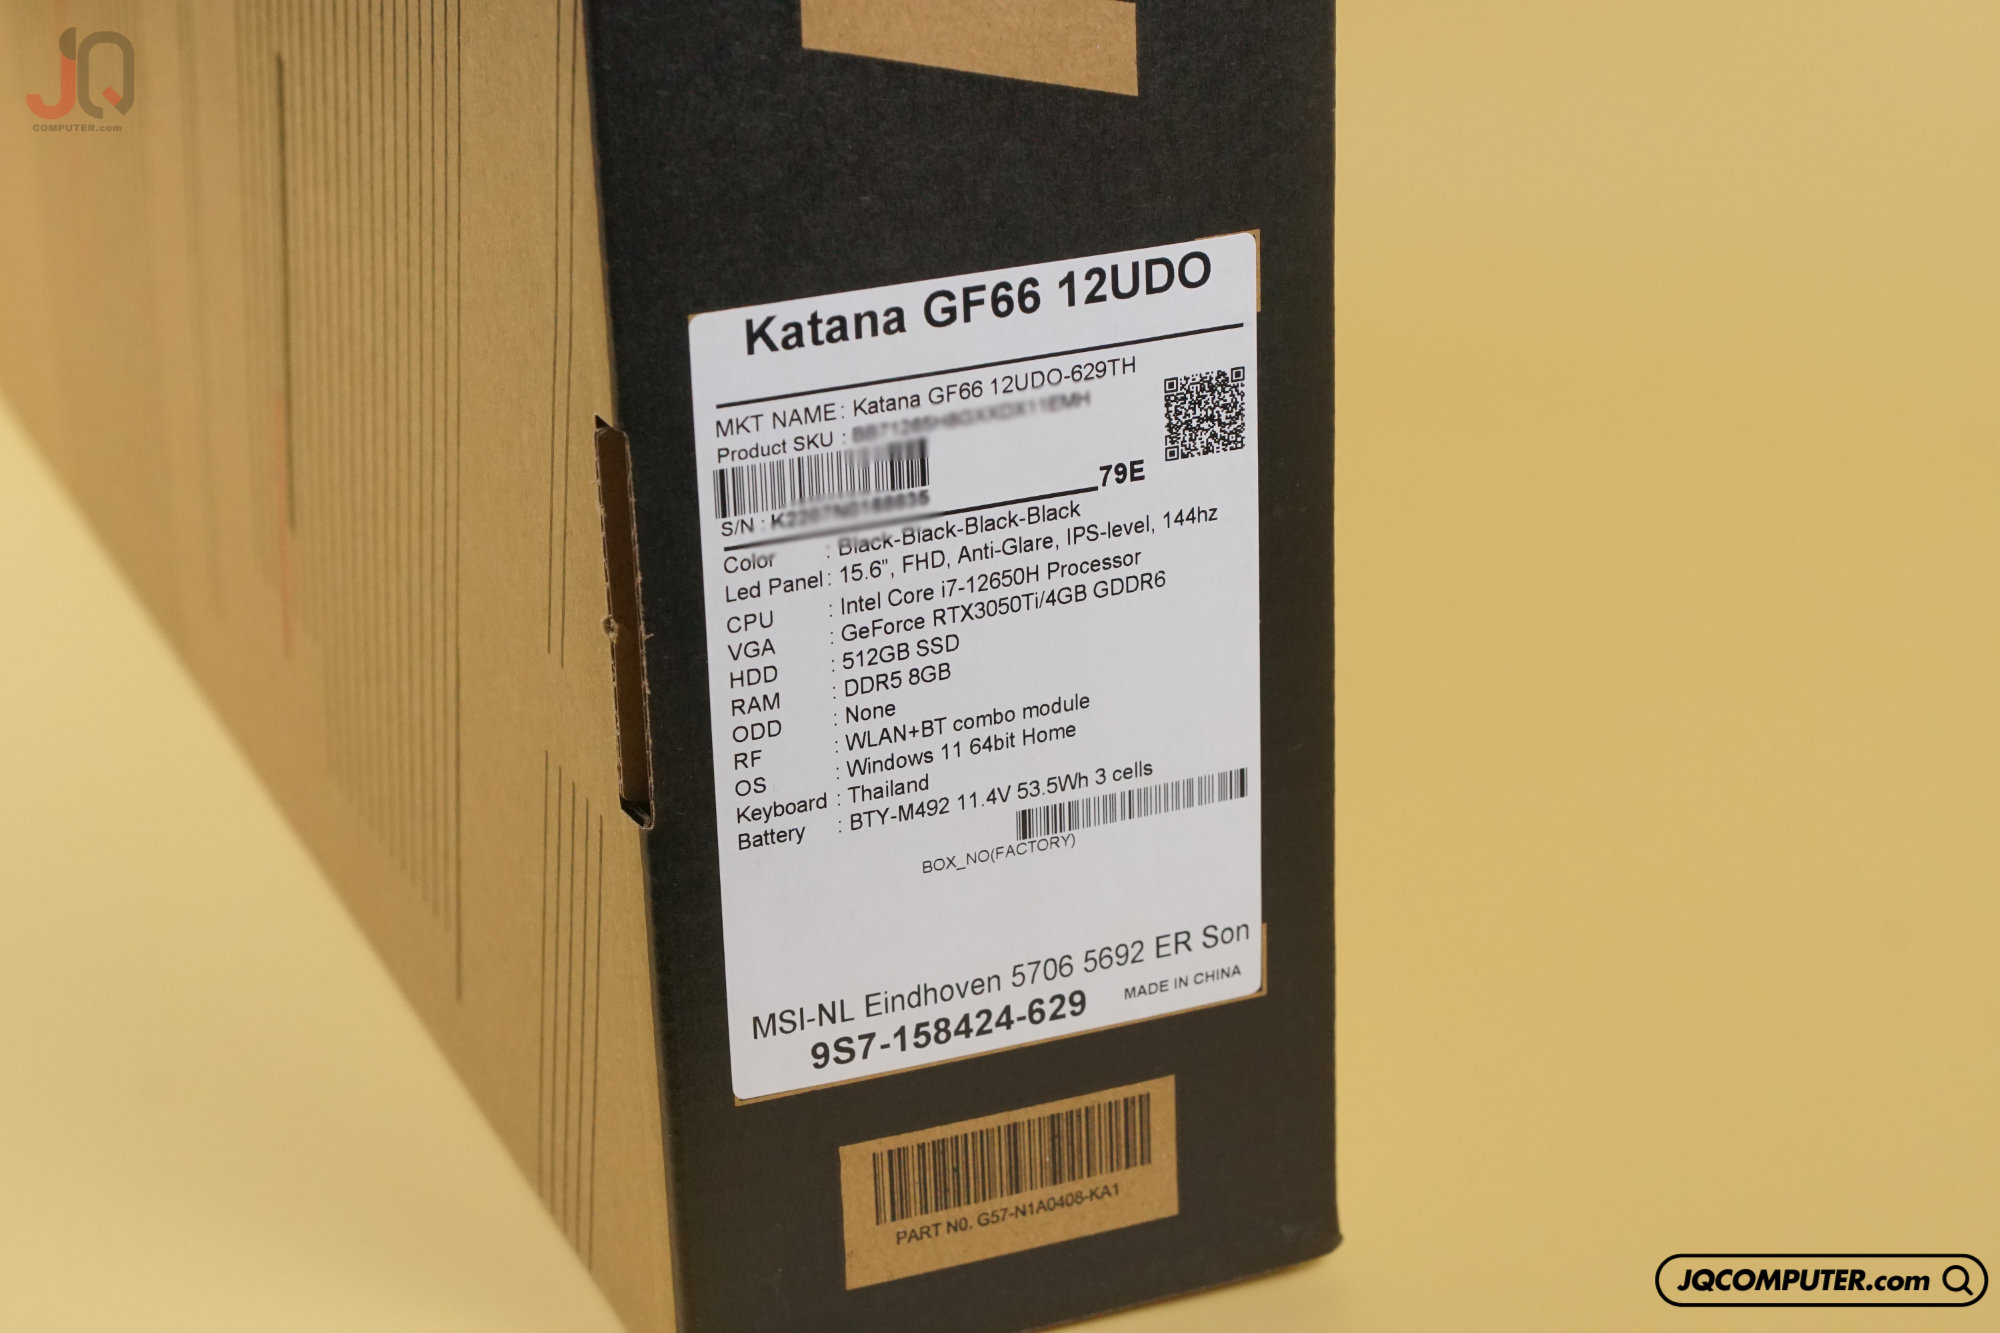 JQ
COMPUTER.com
Katana GF66 12UDO
MKT NAME : Katana GF66 12UDO-629TH
Product SKU :
79E
S/N :
Color : Black-Black-Black-Black
Led Panel : 15.6”, FHD, Anti-Glare, IPS-level, 144hz
CPU : Intel Core i7-12650H Processor
VGA : GeForce RTX3050Ti/4GB GDDR6
HDD : 512GB SSD
RAM : DDR5 8GB
ODD : None
RF : WLAN+BT combo module
OS : Windows 11 64bit Home
Keyboard : Thailand
Battery : BTY-M492 11.4V 53.5Wh 3 cells
BOX_NO(FACTORY)
MSI-NL Eindhoven 5706 5692 ER Son
9S7-158424-629
MADE IN CHINA
PART NO. G57-N1A0408-KA1
JQCOMPUTER.com